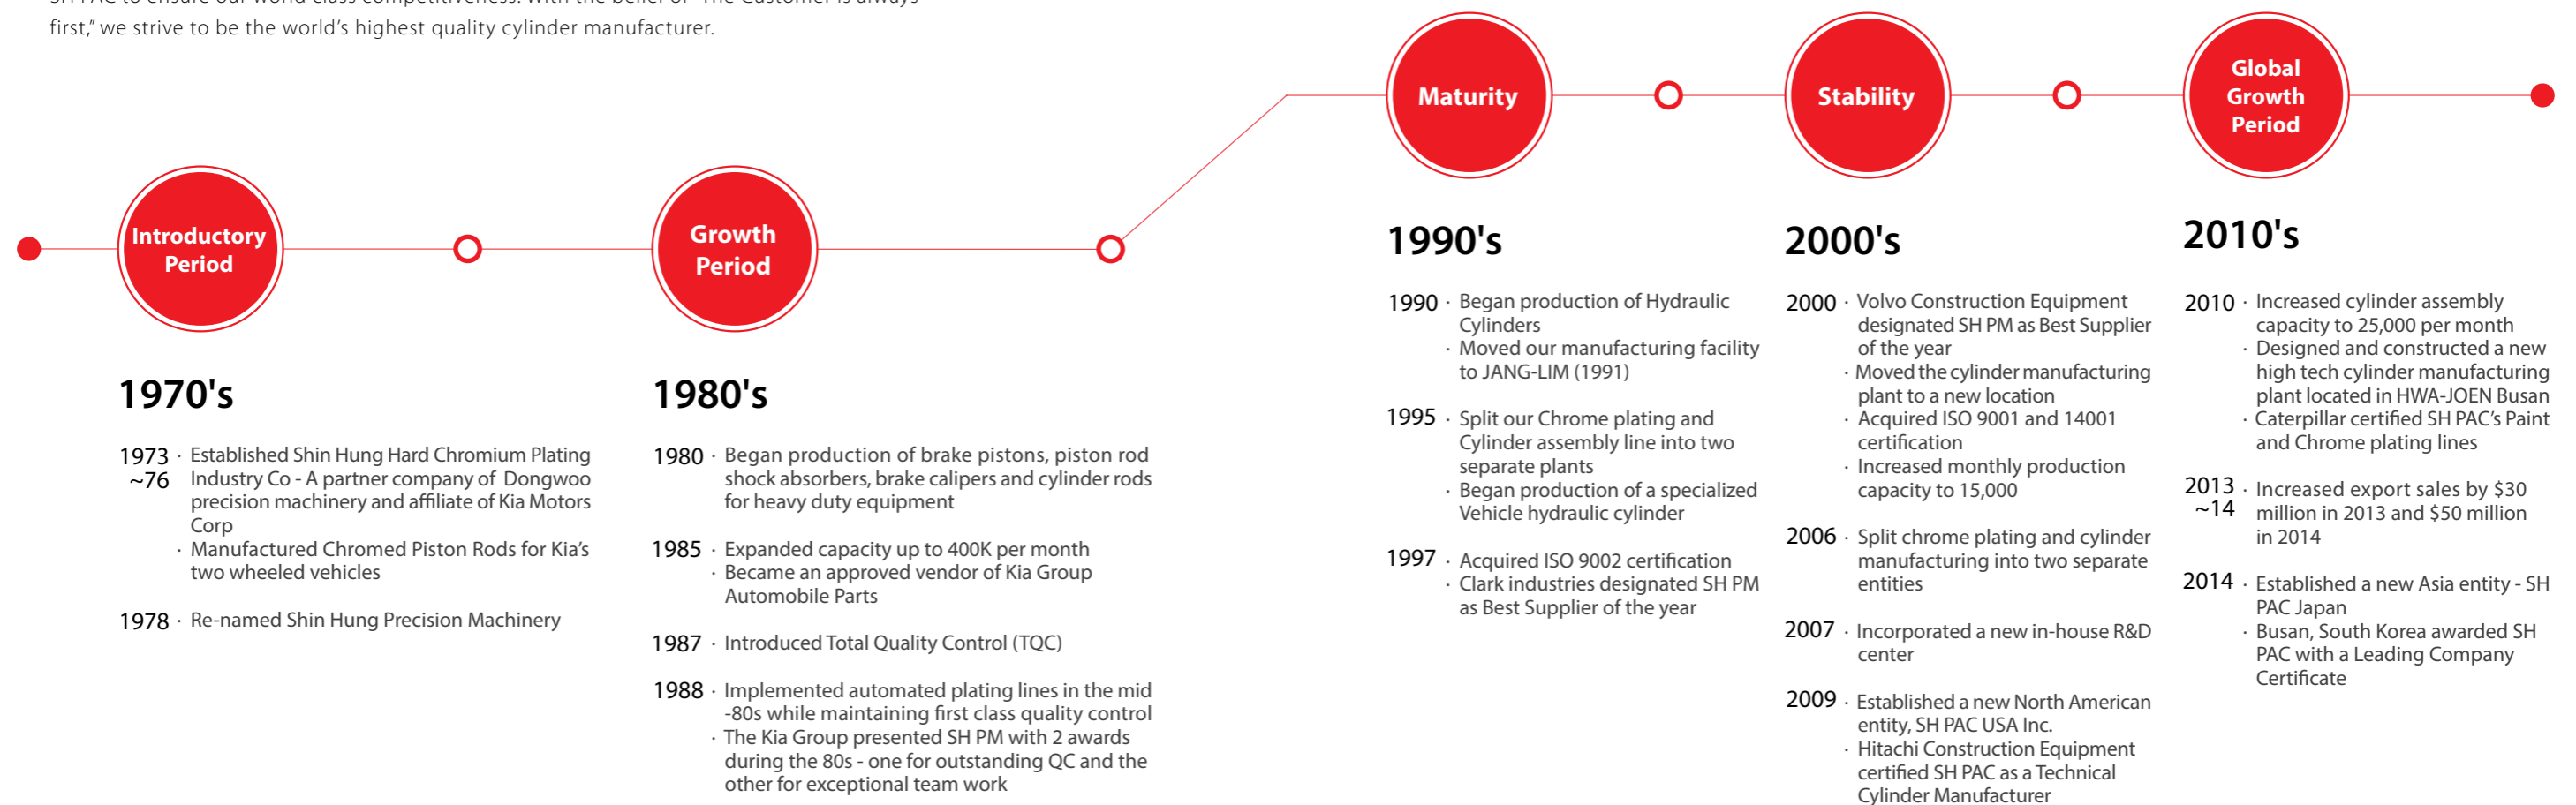 SH PAC to ensure our world class competitiveness. With the belief of “The Customer is always
first,” we strive to be the world’s highest quality cylinder manufacturer.
Introductory
Period
1970's
1973
~76
· Established Shin Hung Hard Chromium Plating
Industry Co - A partner company of Dongwoo
precision machinery and affiliate of Kia Motors
Corp
· Manufactured Chromed Piston Rods for Kia’s
two wheeled vehicles
1978 · Re-named Shin Hung Precision Machinery
Growth
Period
1980's
1980 · Began production of brake pistons, piston rod
shock absorbers, brake calipers and cylinder rods
for heavy duty equipment
1985 · Expanded capacity up to 400K per month
· Became an approved vendor of Kia Group
Automobile Parts
1987 · Introduced Total Quality Control (TQC)
1988 · Implemented automated plating lines in the mid
-80s while maintaining first class quality control
· The Kia Group presented SH PM with 2 awards
during the 80s - one for outstanding QC and the
other for exceptional team work
Maturity
1990's
1990 · Began production of Hydraulic
Cylinders
· Moved our manufacturing facility
to JANG-LIM (1991)
1995 · Split our Chrome plating and
Cylinder assembly line into two
separate plants
· Began production of a specialized
Vehicle hydraulic cylinder
1997 · Acquired ISO 9002 certification
· Clark industries designated SH PM
as Best Supplier of the year
Stability
2000's
2000 · Volvo Construction Equipment
designated SH PM as Best Supplier
of the year
· Moved the cylinder manufacturing
plant to a new location
· Acquired ISO 9001 and 14001
certification
· Increased monthly production
capacity to 15,000
2006 · Split chrome plating and cylinder
manufacturing into two separate
entities
2007 · Incorporated a new in-house R&D
center
2009 · Established a new North American
entity, SH PAC USA Inc.
· Hitachi Construction Equipment
certified SH PAC as a Technical
Cylinder Manufacturer
Global
Growth
Period
2010's
2010 · Increased cylinder assembly
capacity to 25,000 per month
· Designed and constructed a new
high tech cylinder manufacturing
plant located in HWA-JOEN Busan
· Caterpillar certified SH PAC’s Paint
and Chrome plating lines
2013
~14
· Increased export sales by $30
million in 2013 and $50 million
in 2014
2014 · Established a new Asia entity - SH
PAC Japan
· Busan, South Korea awarded SH
PAC with a Leading Company
Certificate